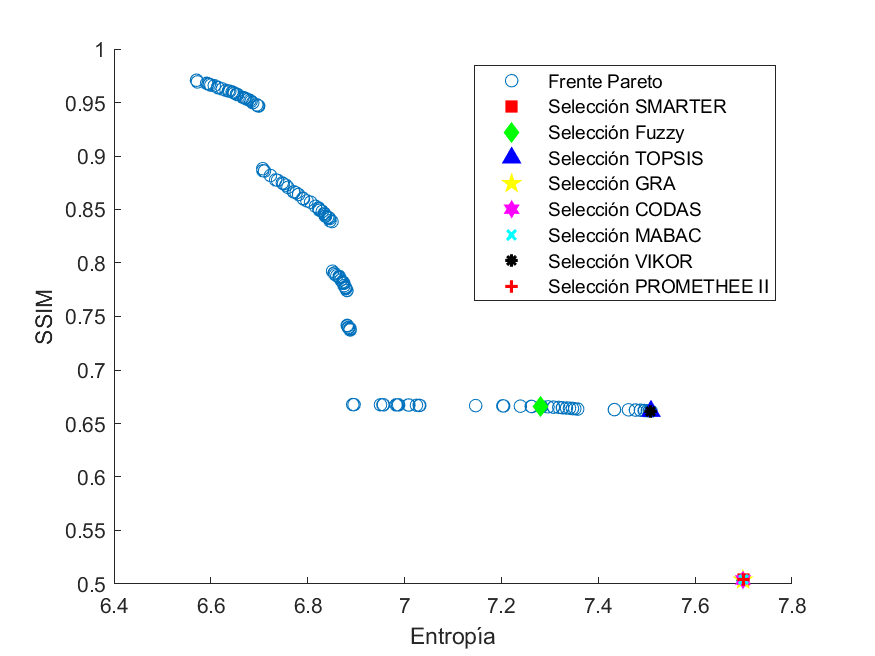 1
0.95
0.9
0.85
0.8
0.75
0.7
0.65
0.6
0.55
0.5
SSIM
6.4 6.6 6.8 7 7.2 7.4 7.6 7.8
Entropía
Frente Pareto
Selección SMARTER
Selección Fuzzy
Selección TOPSIS
Selección GRA
Selección CODAS
Selección MABAC
Selección VIKOR
Selección PROMETHEE II